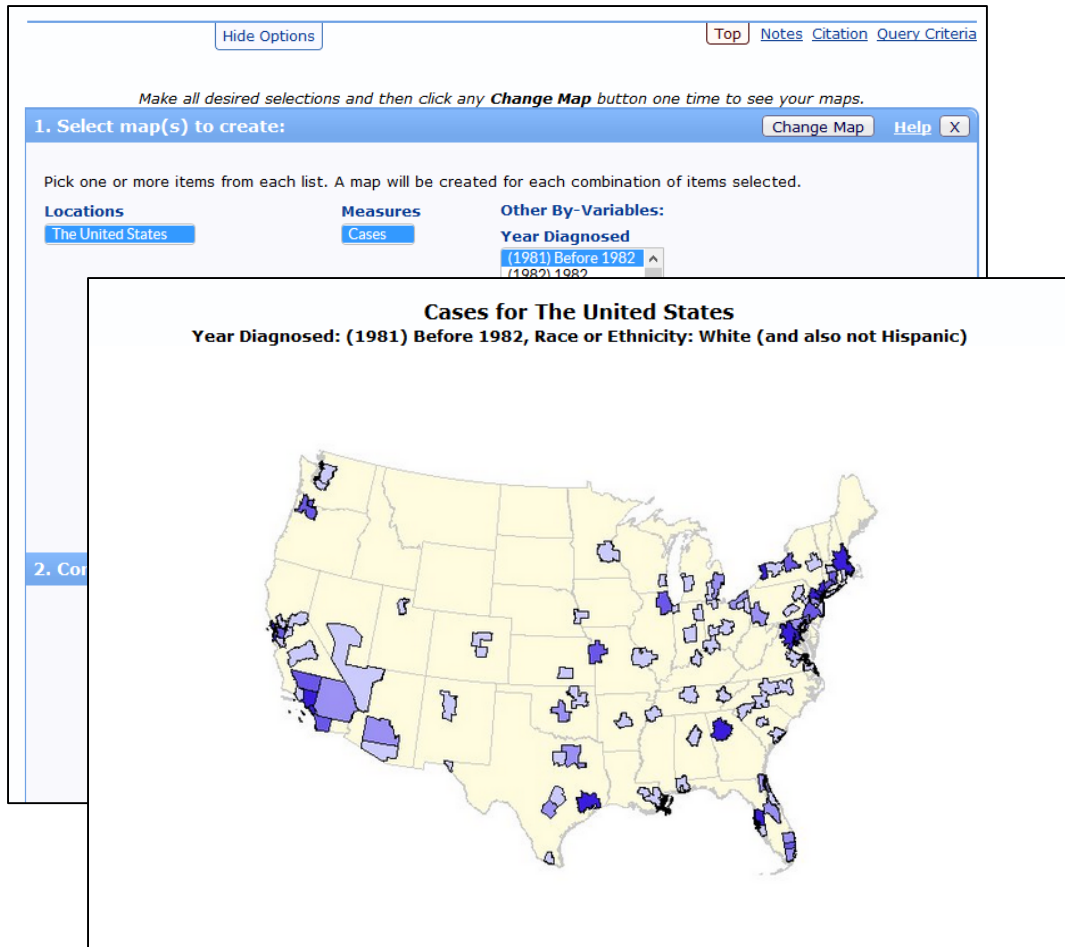 Hide Options
Top Notes Citation Query Criteria
Make all desired selections and then click any Change Map button one time to see your maps.
1. Select map(s) to create:
Change Map Help X
Pick one or more items from each list. A map will be created for each combination of items selected.
Locations Measures Other By-Variables:
The United States Cases Year Diagnosed
(1981) Before 1982
(1982) 1982
Cases for The United States
Year Diagnosed: (1981) Before 1982, Race or Ethnicity: White (and also not Hispanic)
2.